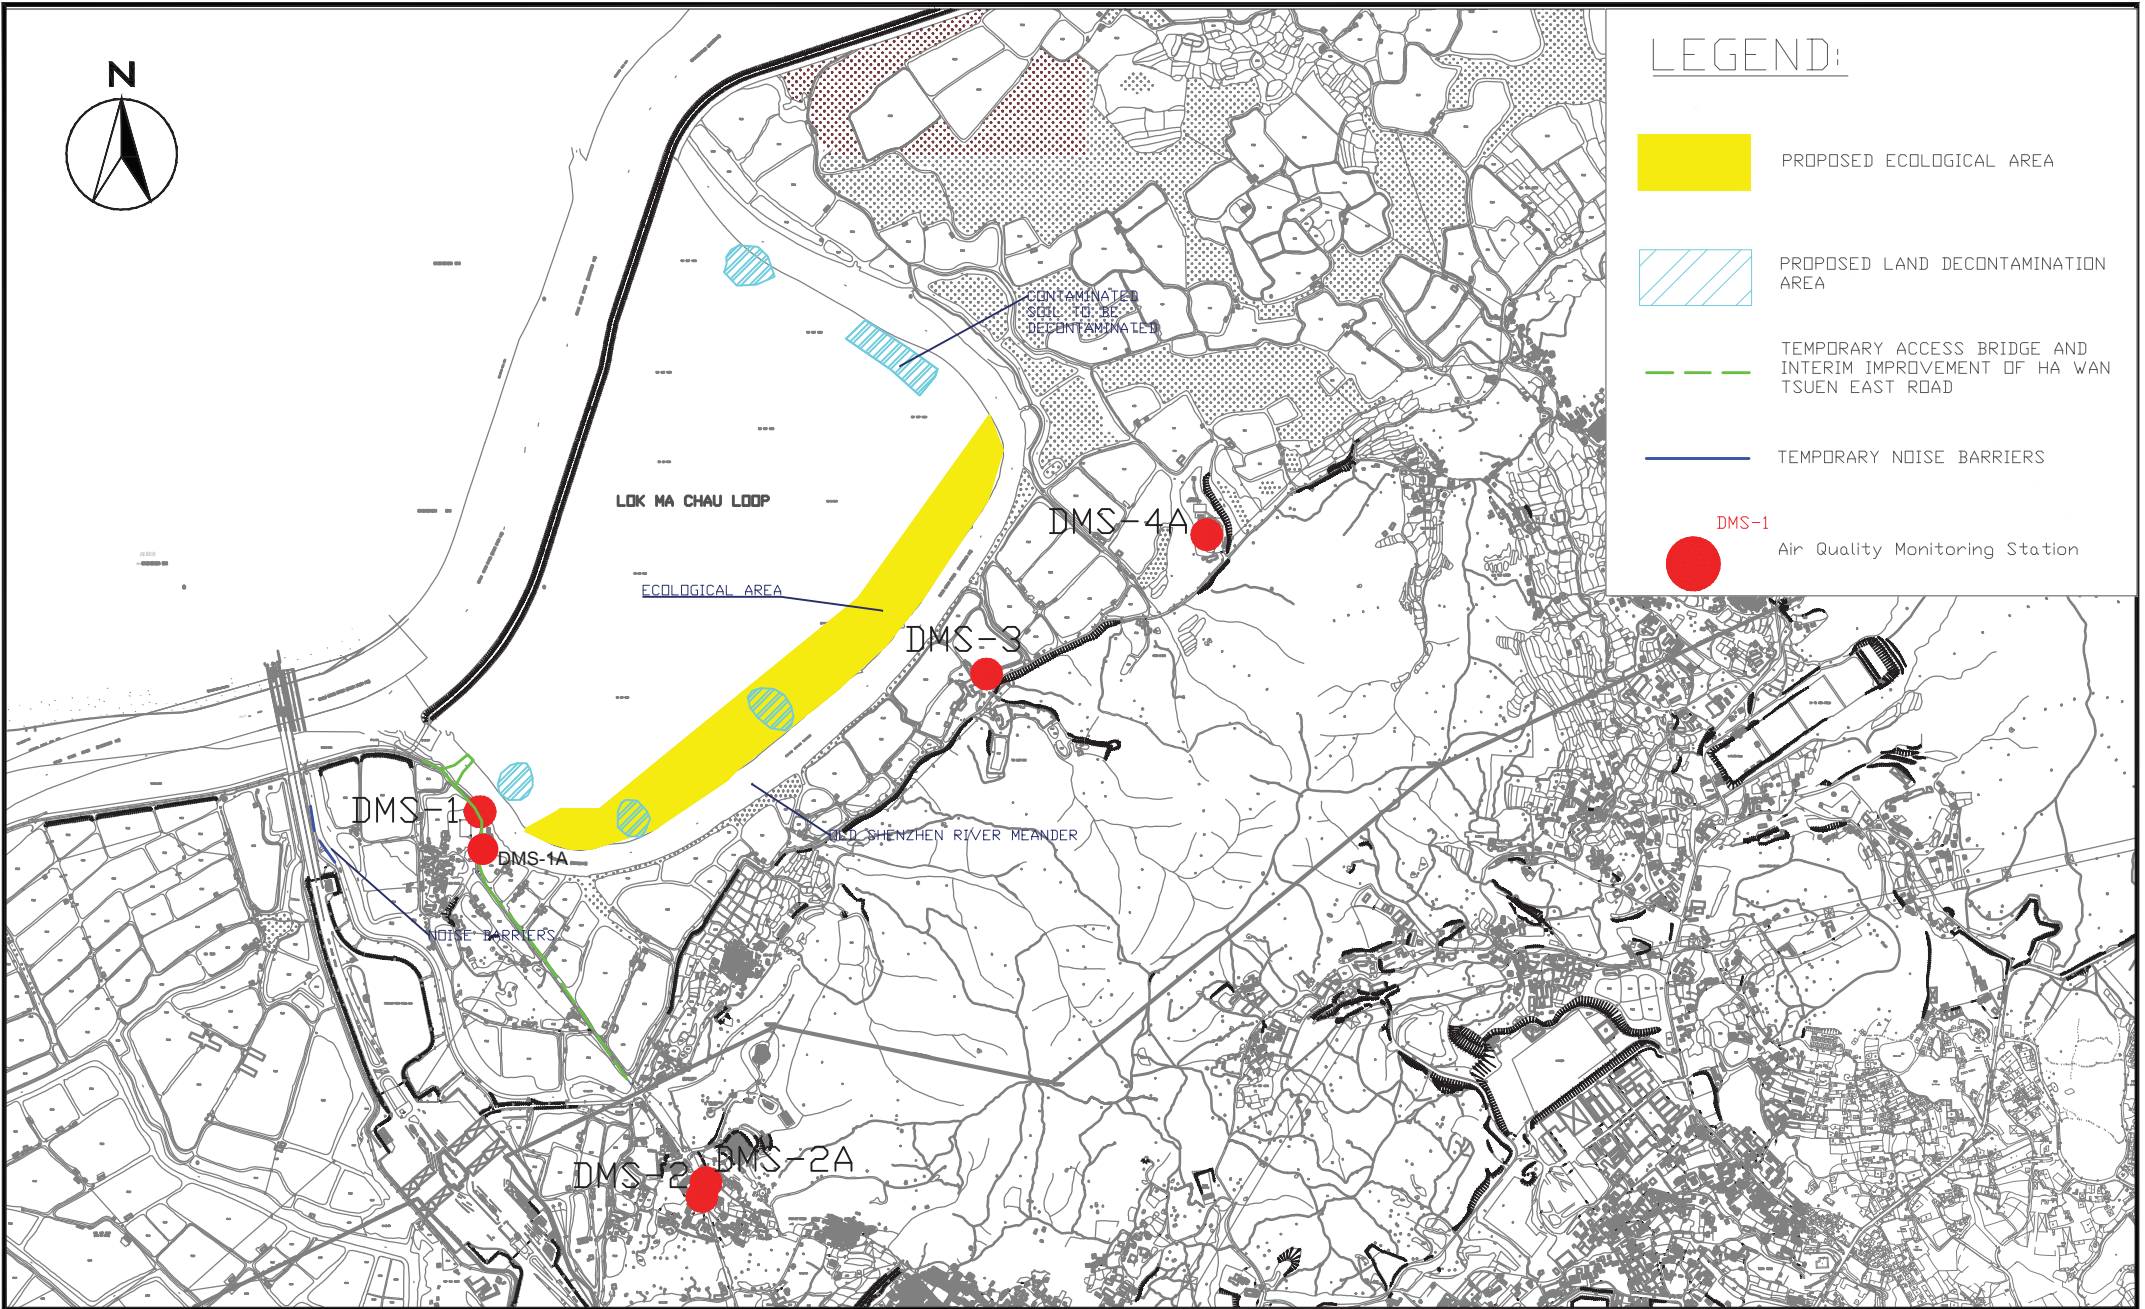 N
LEGEND:
PROPOSED ECOLOGICAL AREA
PROPOSED LAND DECONTAMINATION
AREA
TEMPORARY ACCESS BRIDGE AND
INTERIM IMPROVEMENT OF HA WAN
TSUEN EAST ROAD
TEMPORARY NOISE BARRIERS
DMS-1
Air Quality Monitoring Station
CONTAMINATED
SOIL TO BE
DECONTAMINATED
LOK MA CHAU LOOP
DMS-4A
ECOLOGICAL AREA
DMS-3
DMS-1
OLD SHENZHEN RIVER MEANDER
DMS-1A
NOISE BARRIERS
DMS-2A
DMS-2